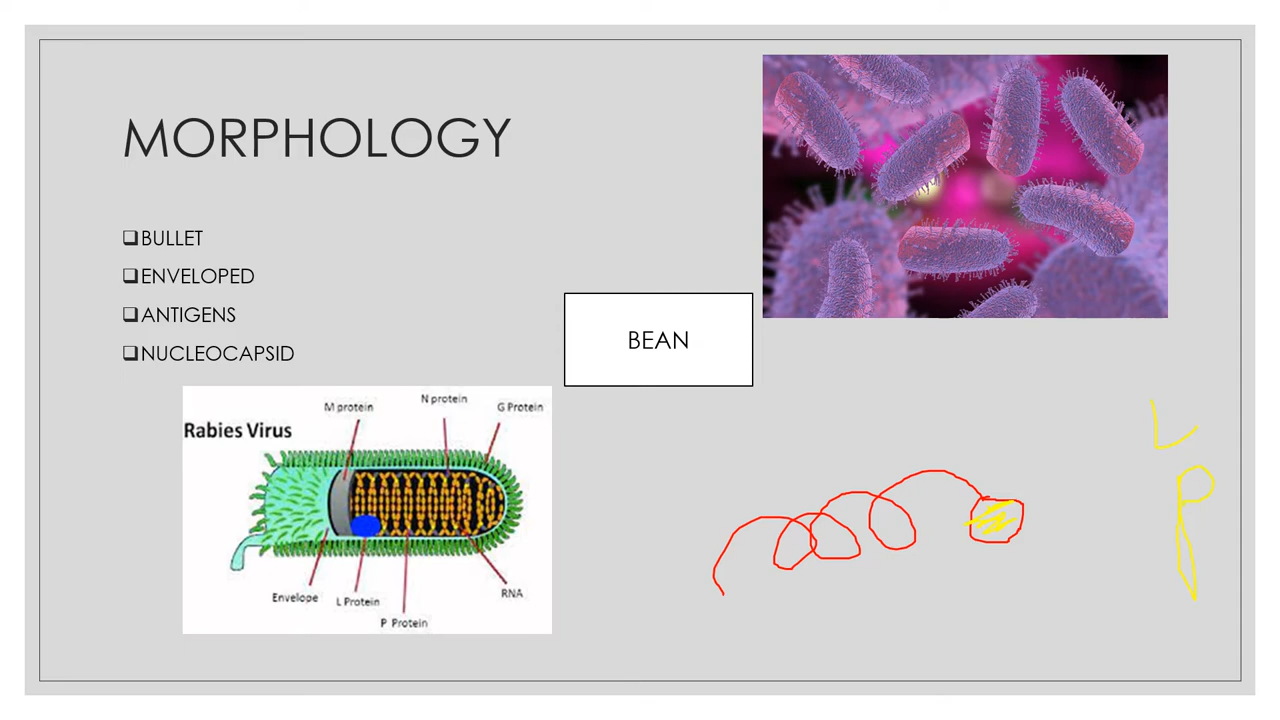 MORPHOLOGY
BULLET
ENVELOPED
ANTIGENS
NUCLEOCAPSID
BEAN
Rabies Virus
M protein
N protein
G Protein
Envelope
L Protein
P Protein
RNA
L
P